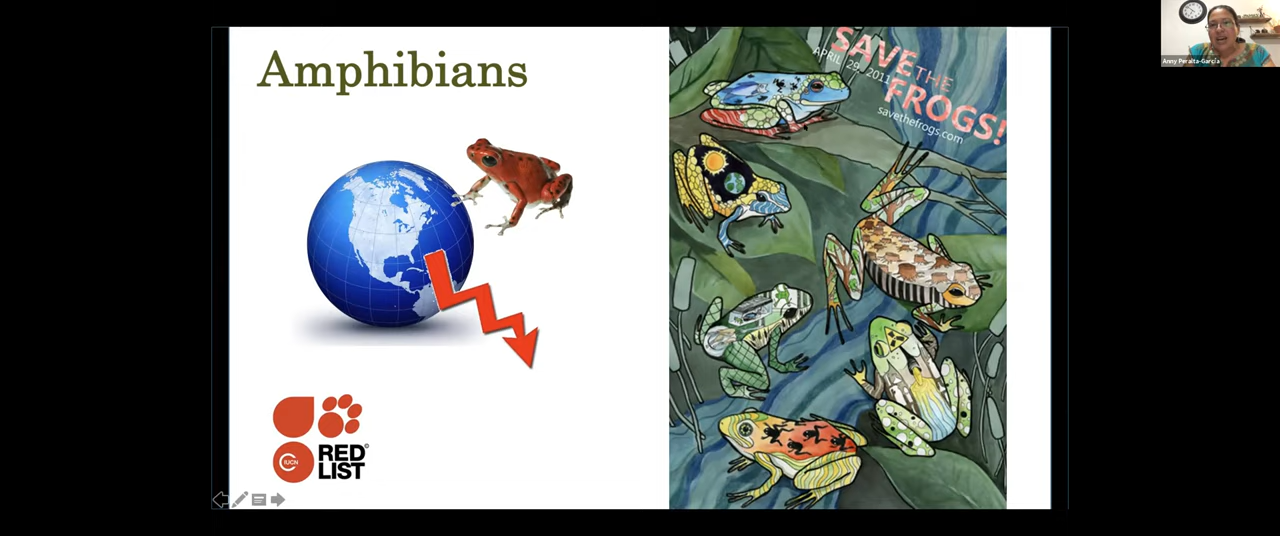 Amphibians
SAVE THE
FROGS!
APRIL 29, 2011
savethefrogs.com
IUCN
RED
LIST
©
Anny Peralta-García